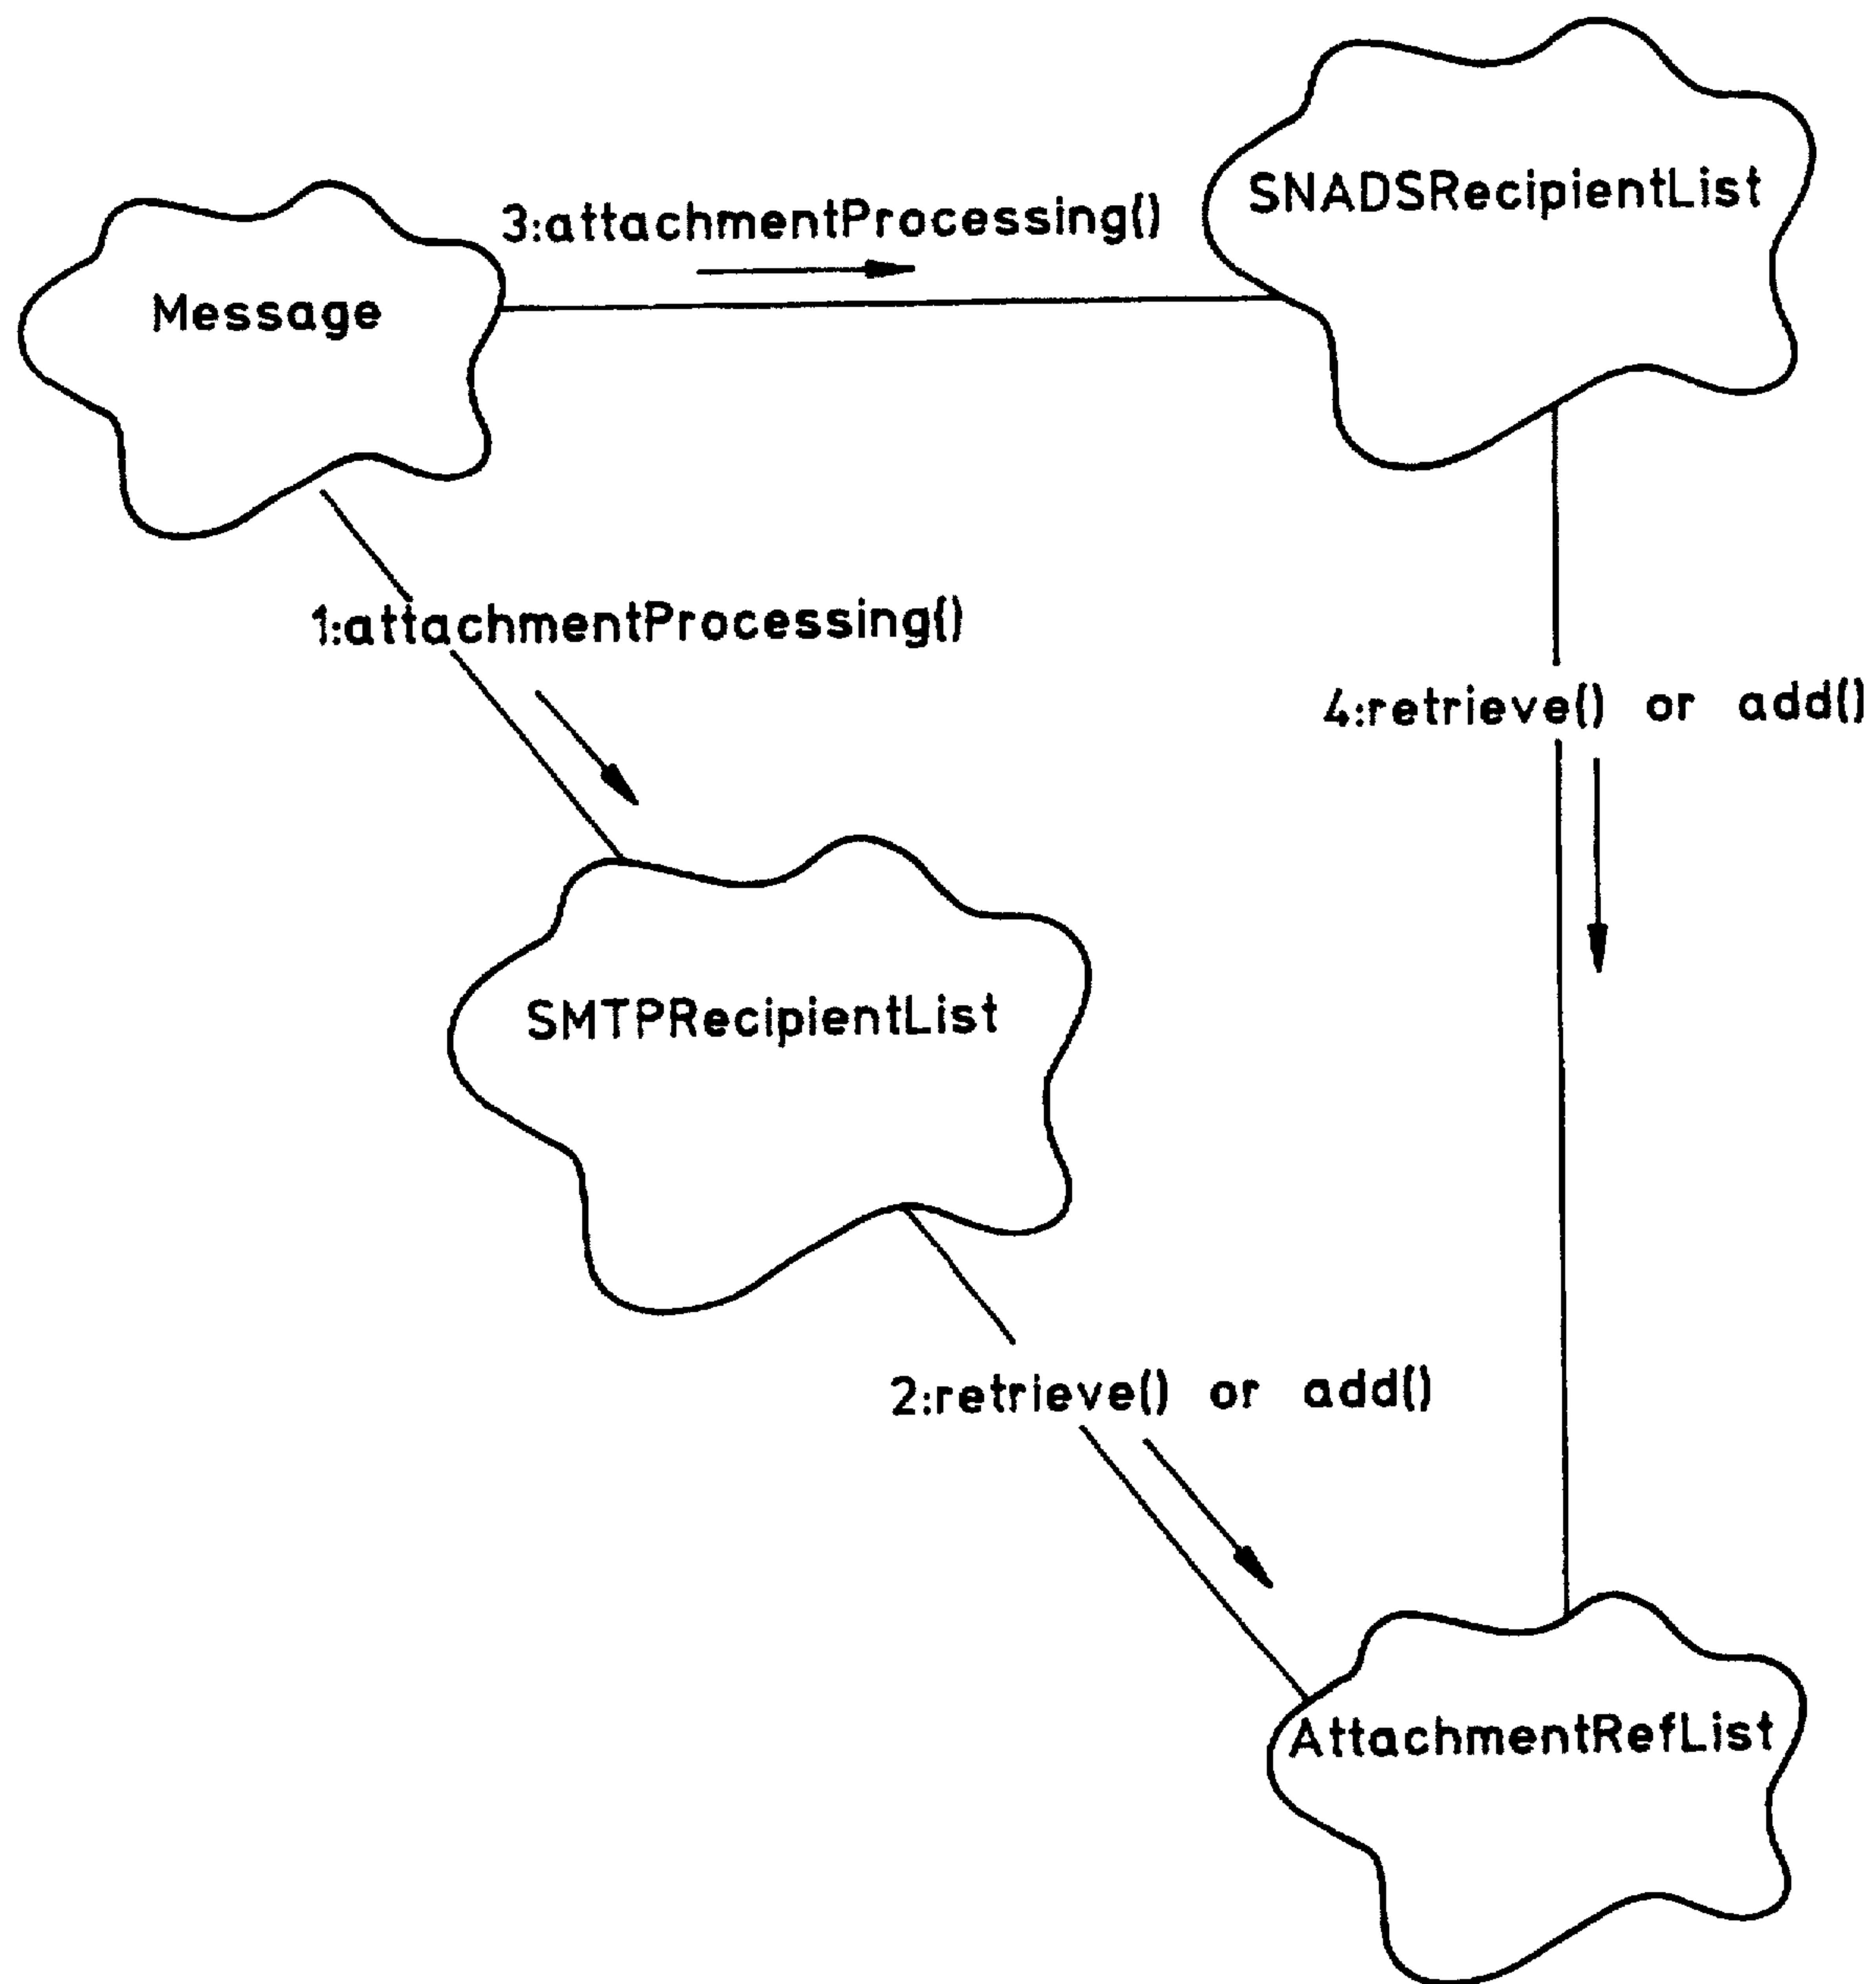 SNADSRecipientList
3:attachmentProcessing()
Message
1:attachmentProcessing()
4:retrieve() or add()
SMTPRecipientList
2:retrieve() or add()
AttachmentRefList